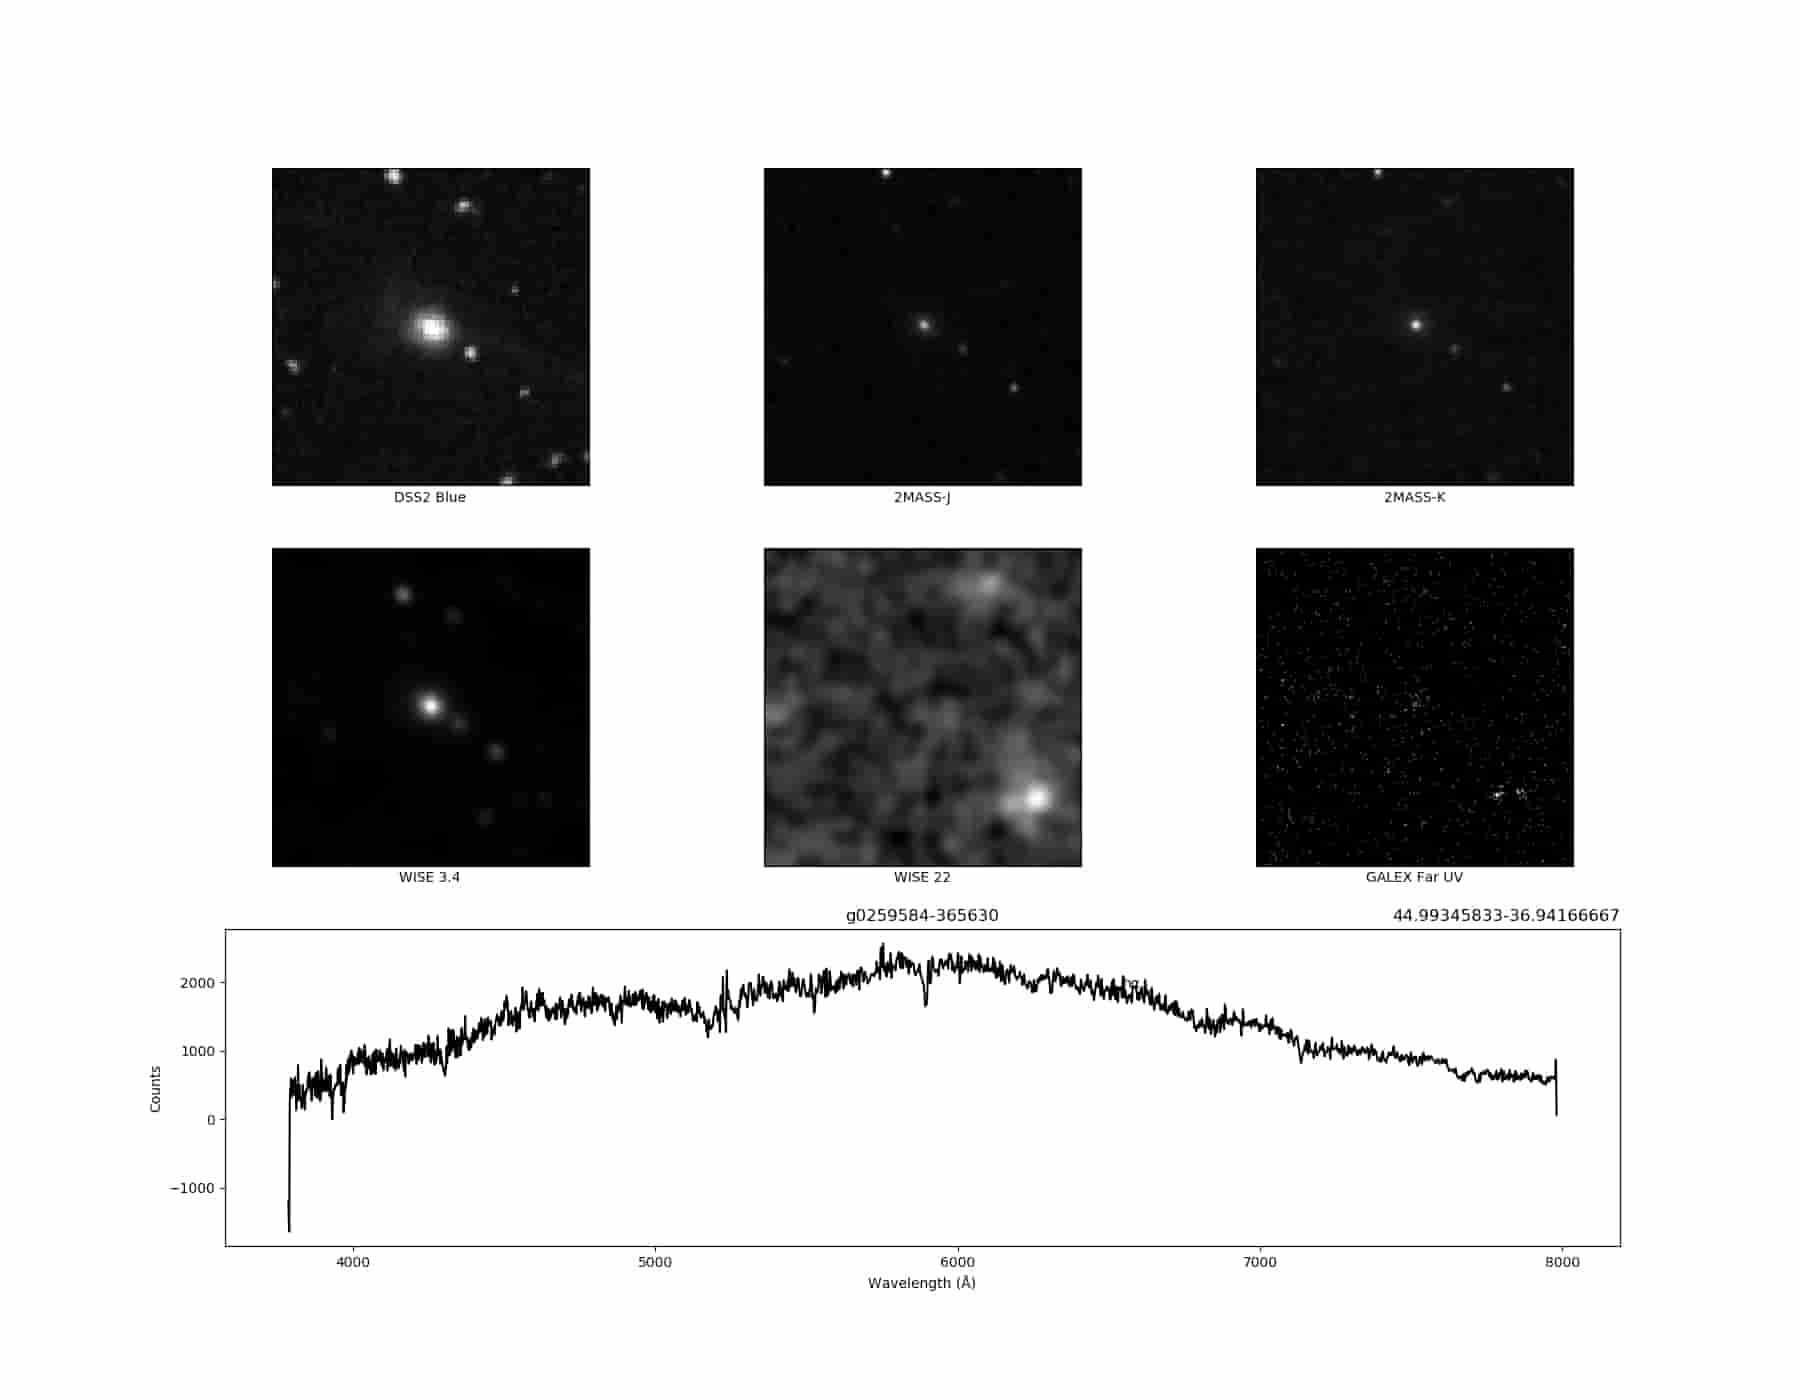 DSS2 Blue
2MASS-J
2MASS-K
WISE 3.4
WISE 22
GALEX Far UV
g0259584-365630
44.99345833-36.94166667
2000
1000
0
−1000
Counts
4000
5000
6000
7000
8000
Wavelength (Å)